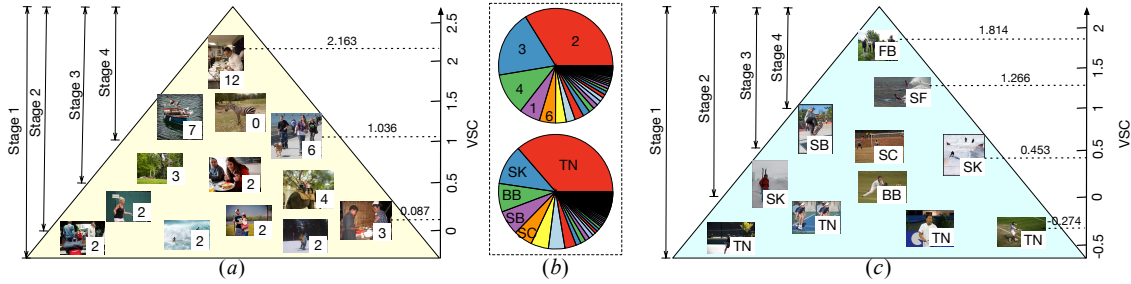 Stage 1
Stage 2
Stage 3
Stage 4
2.163
1.036
0.087
12
7
0
6
3
2
4
2
2
2
2
2
3
2.5
2
1.5
1
0.5
0
VSC
(a)
3
2
4
1
6
SK
TN
BB
SB
SC
(b)
Stage 1
Stage 2
Stage 3
Stage 4
1.814
1.266
0.453
-0.274
FB
SF
SB
SC
SK
SK
BB
TN
TN
TN
TN
2
1.5
1
0.5
0
-0.5
VSC
(c)